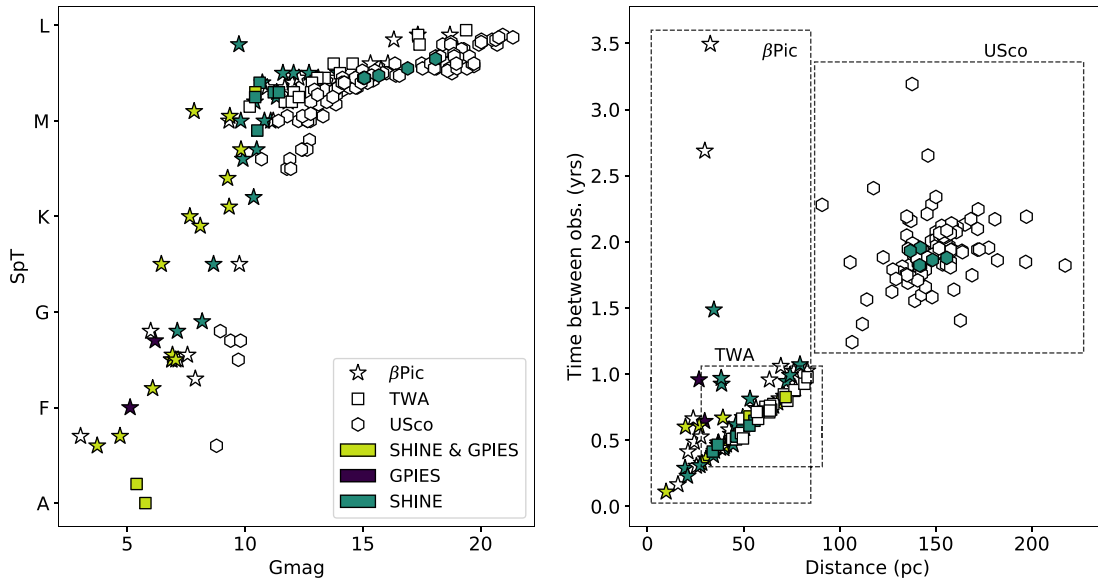 L
M
K
G
F
A
SpT
5
10
15
20
Gmag
βPic
TWA
USco
SHINE & GPIES
GPIES
SHINE
3.5
3.0
2.5
2.0
1.5
1.0
0.5
0.0
Time between obs. (yrs)
0
50
100
150
200
Distance (pc)
βPic
USco
TWA